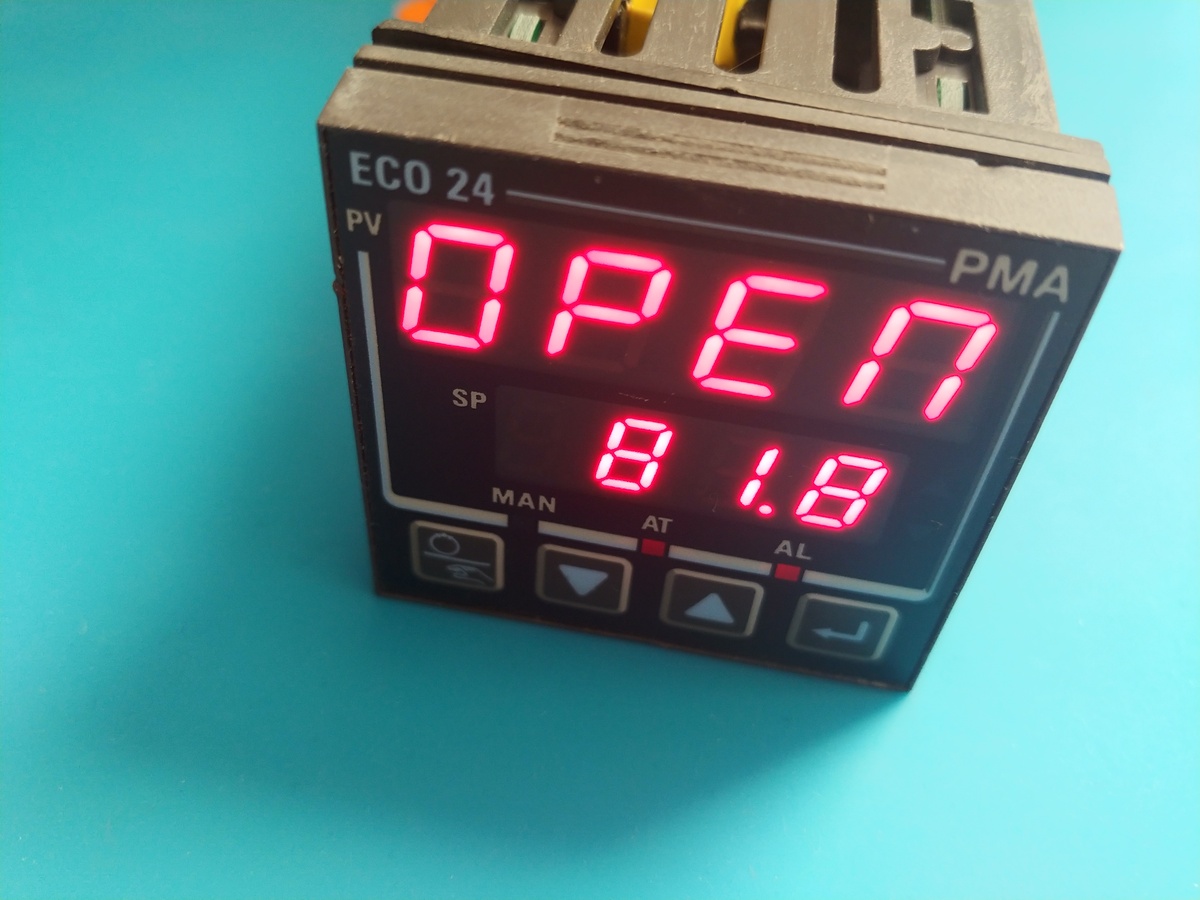 ECO 24
PMA
PV
OPEN
SP
81.8
MAN
AT
AL